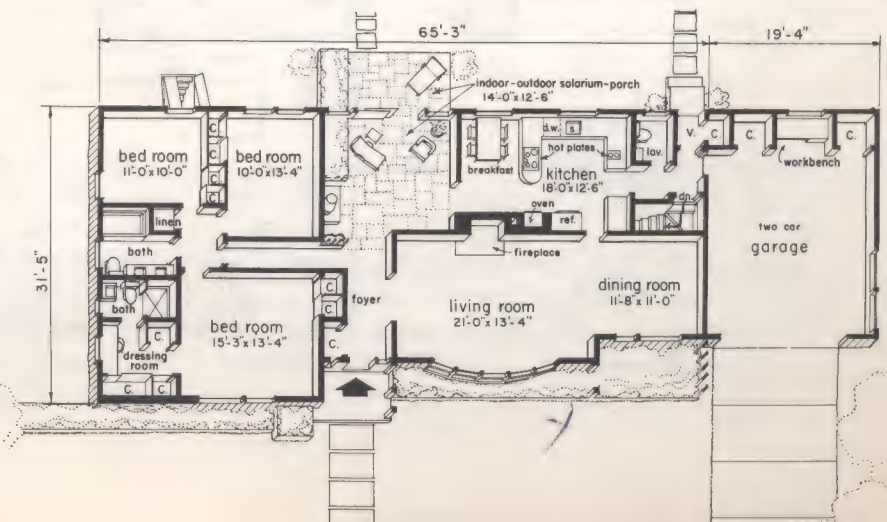 65'-3"
19'-4"
indoor-outdoor solarium-porch
14'-0"x 12'-6"
31'-5"
bed room
11'-0"x 10'-0"
C.
C.
C.
C.
bed room
10'-0"x 13'-4"
d.w.
S
hot plates
breakfast
kitchen
18'-0"x 12'-6"
lav.
V.
C.
C.
C.
workbench
linen
oven
ref.
dn.
two car
garage
bath
fireplace
bath
C.
C.
foyer
living room
21'-0"x 13'-4"
dining room
11'-8"x 11'-0"
bed room
15'-3"x 13'-4"
C.
dressing
room
C.
C.
C.